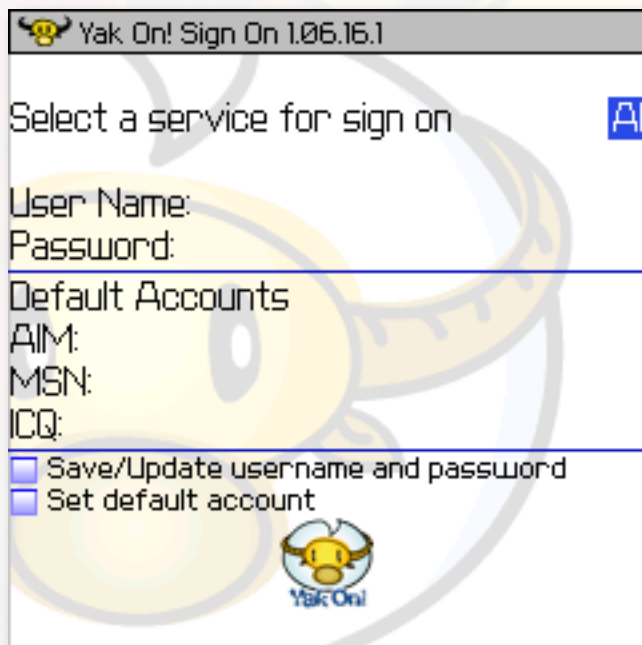 Yak On! Sign On 1.06.16.1
Select a service for sign on
User Name:
Password:
Default Accounts
AIM:
MSN:
ICQ:
Save/Update username and password
Set default account
Yak On!